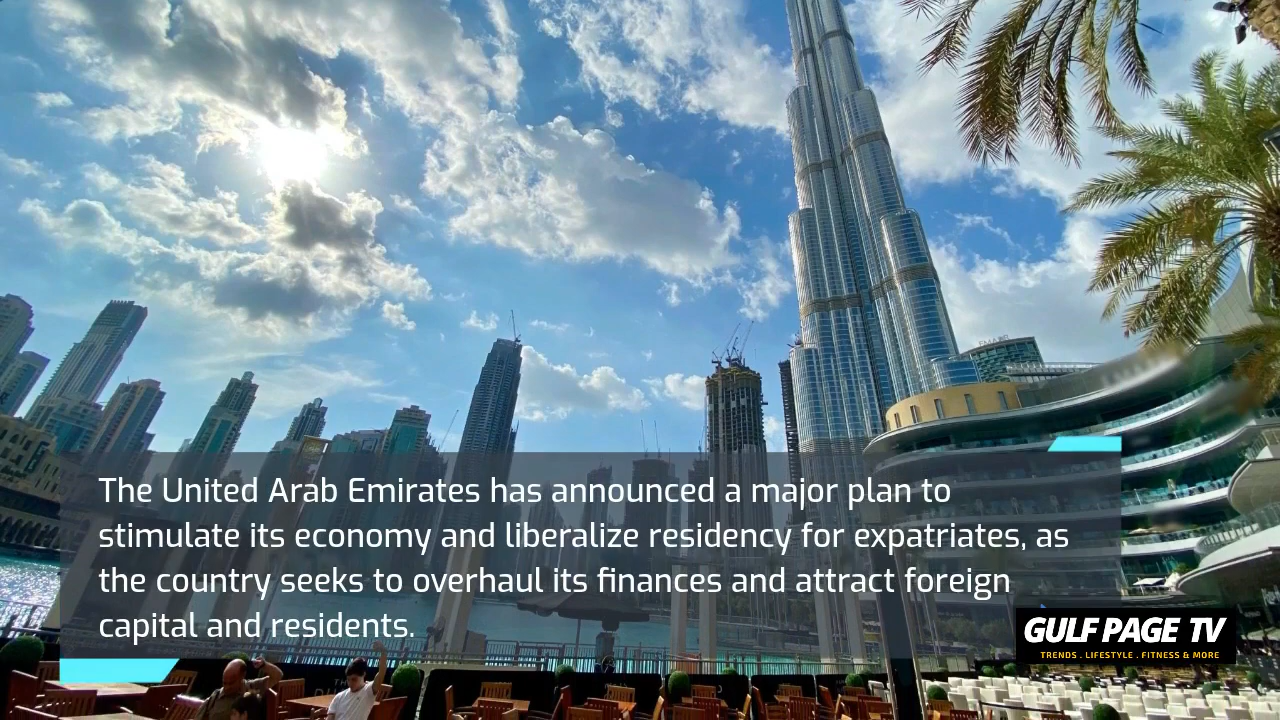 The United Arab Emirates has announced a major plan to
stimulate its economy and liberalize residency for expatriates, as
the country seeks to overhaul its finances and attract foreign
capital and residents.
GULF PAGE TV
TRENDS . LIFESTYLE . FITNESS & MORE